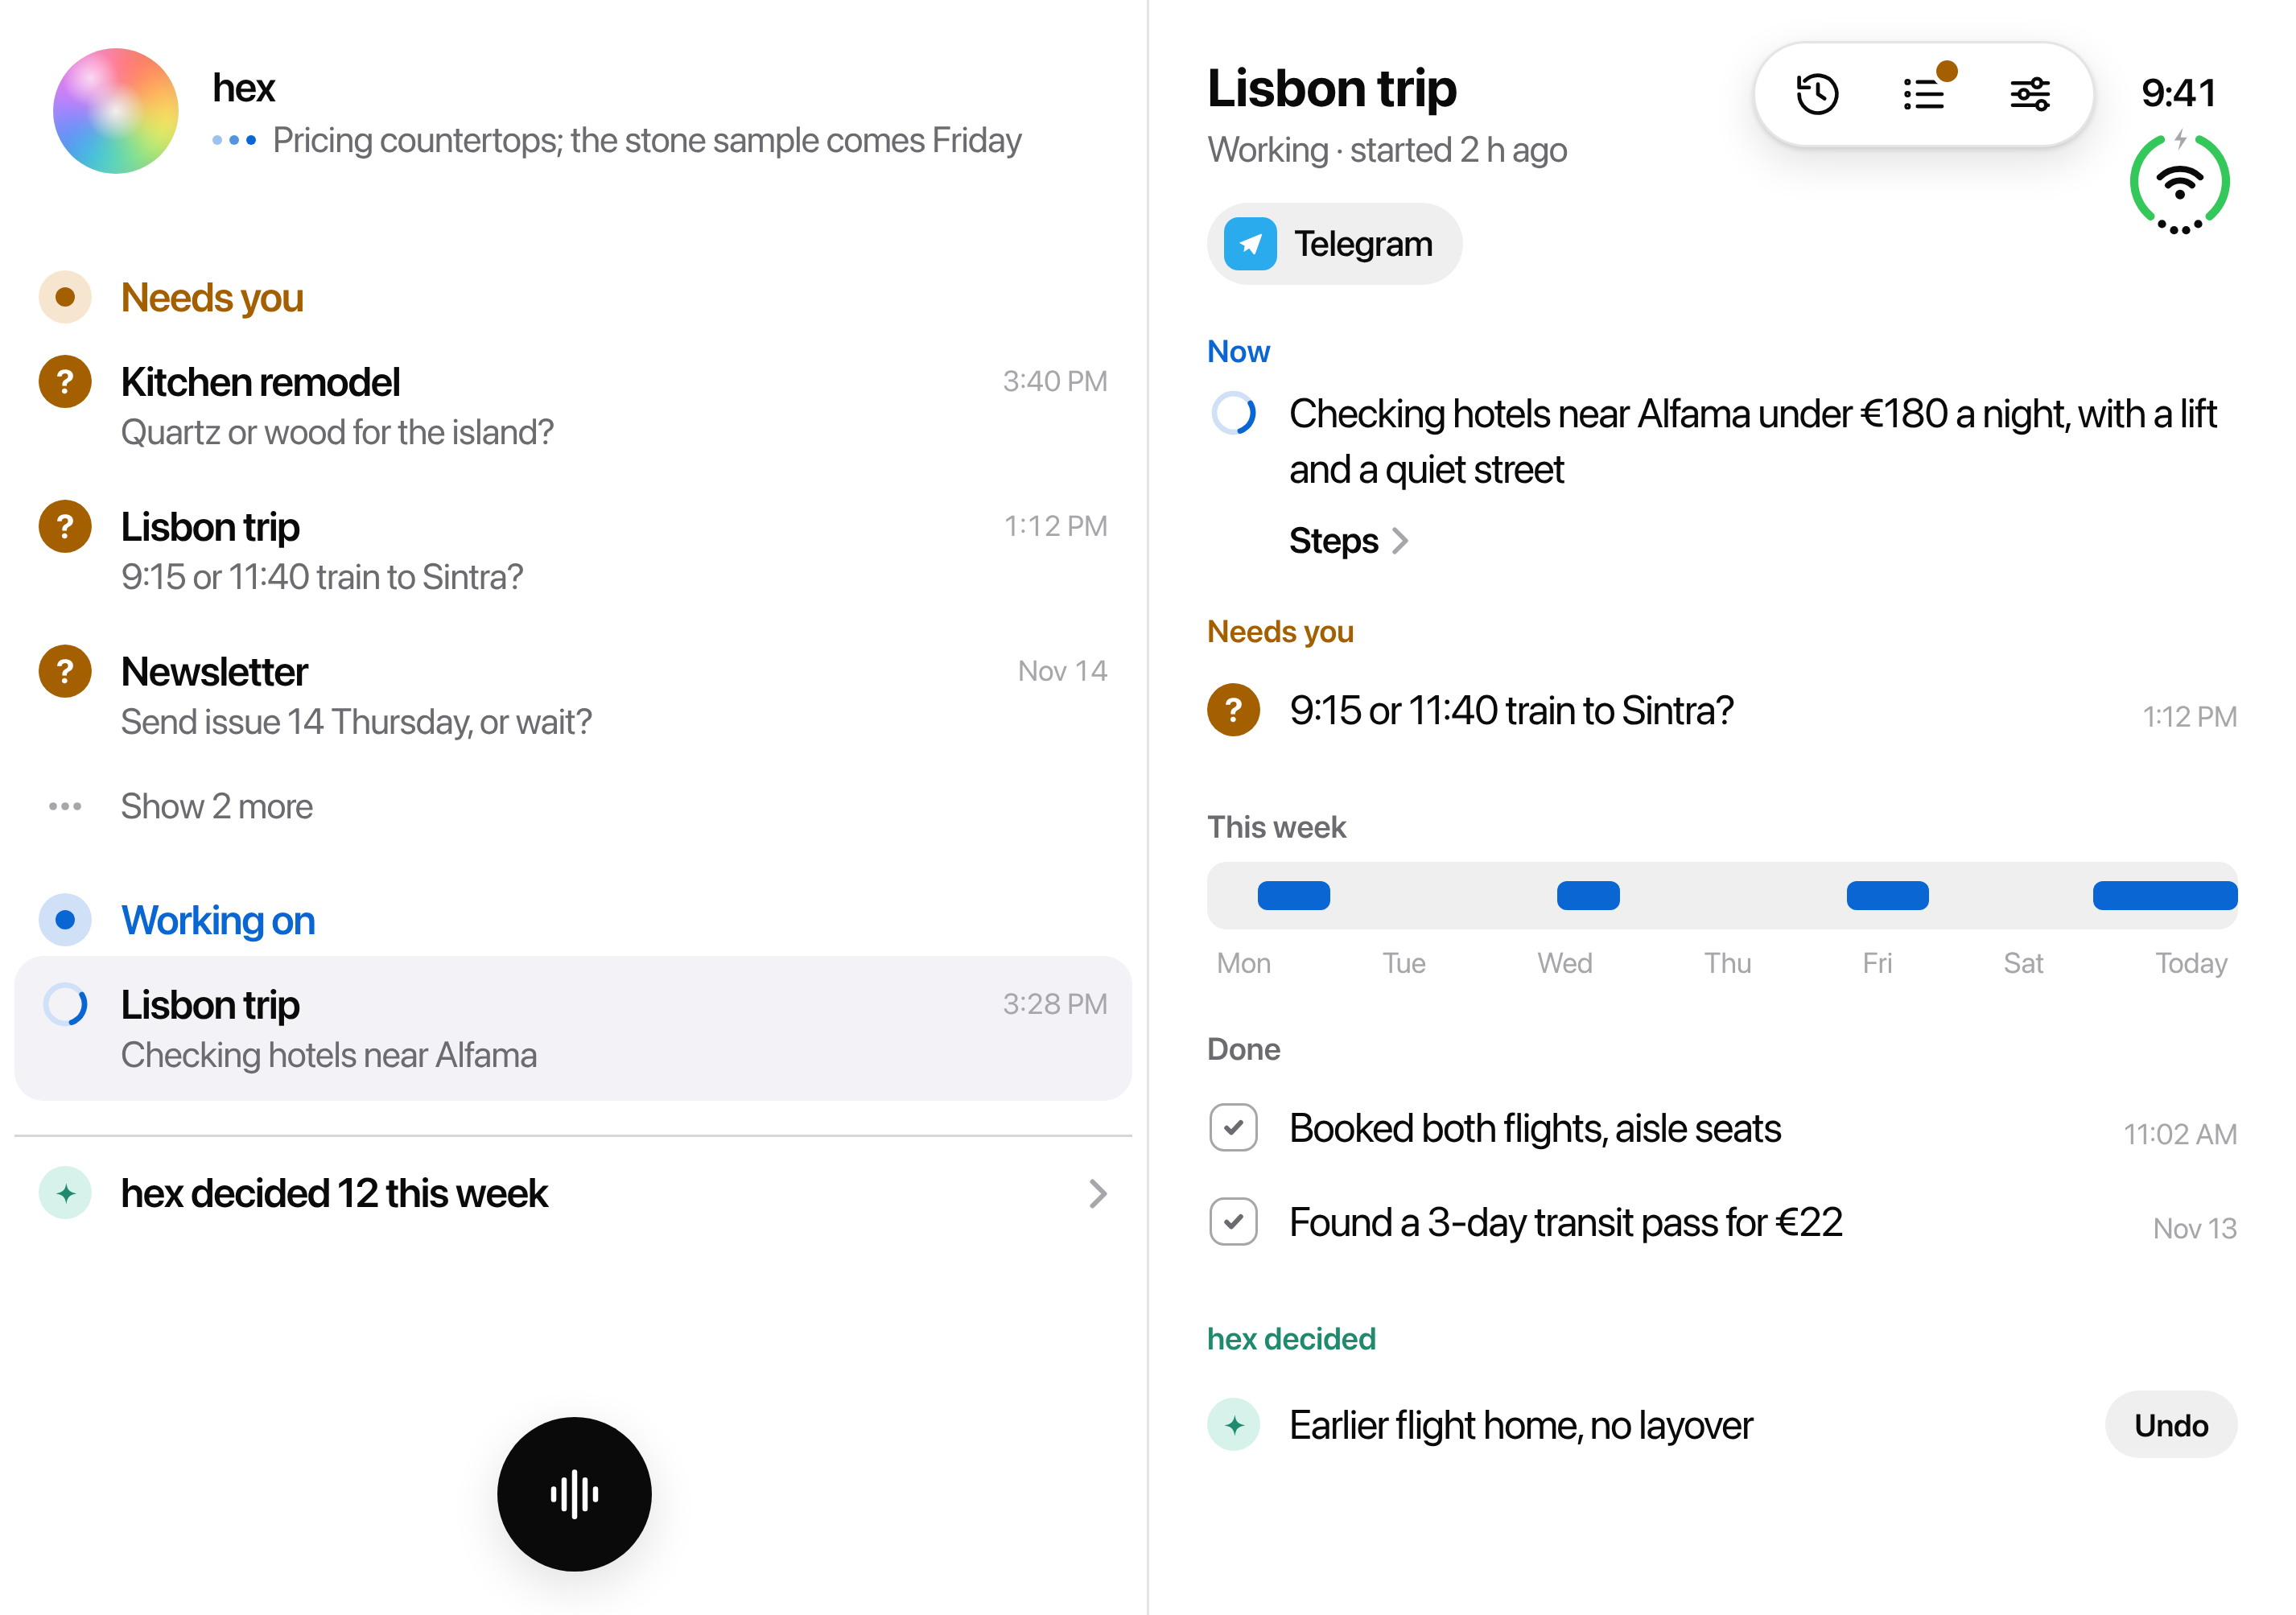 hex
Pricing countertops; the stone sample comes Friday
Needs you
Kitchen remodel
3:40 PM
Quartz or wood for the island?
Lisbon trip
1:12 PM
9:15 or 11:40 train to Sintra?
Newsletter
Nov 14
Send issue 14 Thursday, or wait?
Show 2 more
Working on
Lisbon trip
3:28 PM
Checking hotels near Alfama
hex decided 12 this week
Lisbon trip
9:41
Working · started 2 h ago
Telegram
Now
Checking hotels near Alfama under €180 a night, with a lift
and a quiet street
Steps
Needs you
9:15 or 11:40 train to Sintra?
1:12 PM
This week
Mon Tue Wed Thu Fri Sat Today
Done
Booked both flights, aisle seats
11:02 AM
Found a 3-day transit pass for €22
Nov 13
hex decided
Earlier flight home, no layover
Undo